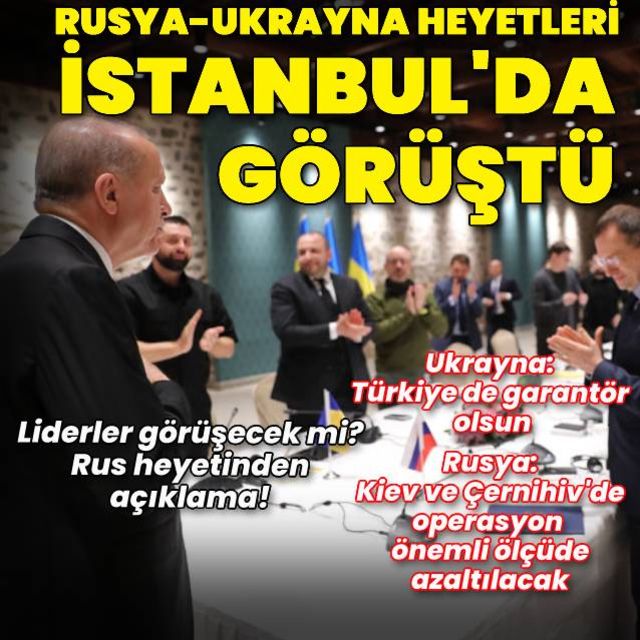 RUSYA-UKRAYNA HEYETLERİ
İSTANBUL'DA
GÖRÜŞTÜ
Liderler görüşecek mi?
Rus heyetinden
açıklama!
Ukrayna:
Türkiye de garantör
olsun
Rusya:
Kiev ve Çernihiv'de
operasyon
önemli ölçüde
azaltılacak